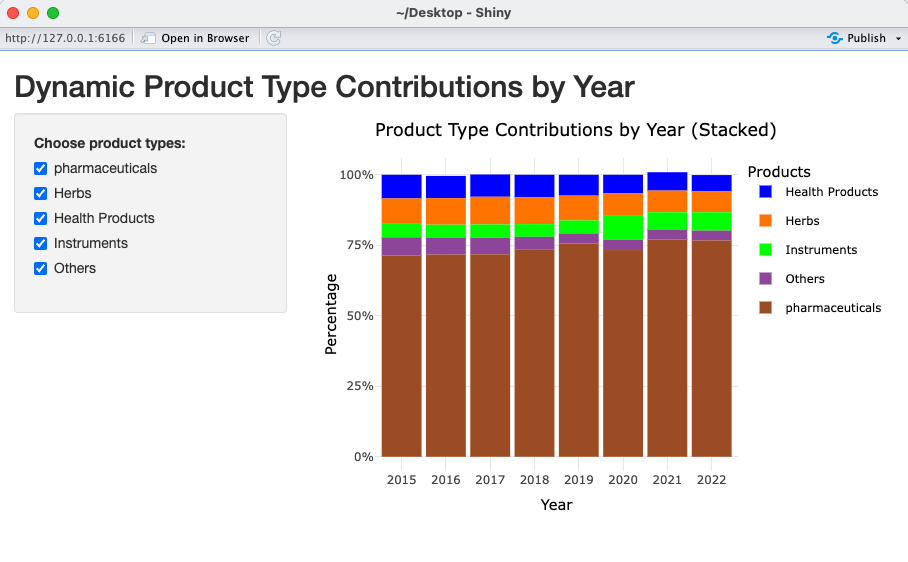 ~/Desktop - Shiny
http://127.0.0.1:6166
Open in Browser
Publish
Dynamic Product Type Contributions by Year
Choose product types:
pharmaceuticals
Herbs
Health Products
Instruments
Others
Product Type Contributions by Year (Stacked)
100%
75%
50%
25%
0%
Percentage
2015 2016 2017 2018 2019 2020 2021 2022
Year
Products
Health Products
Herbs
Instruments
Others
pharmaceuticals